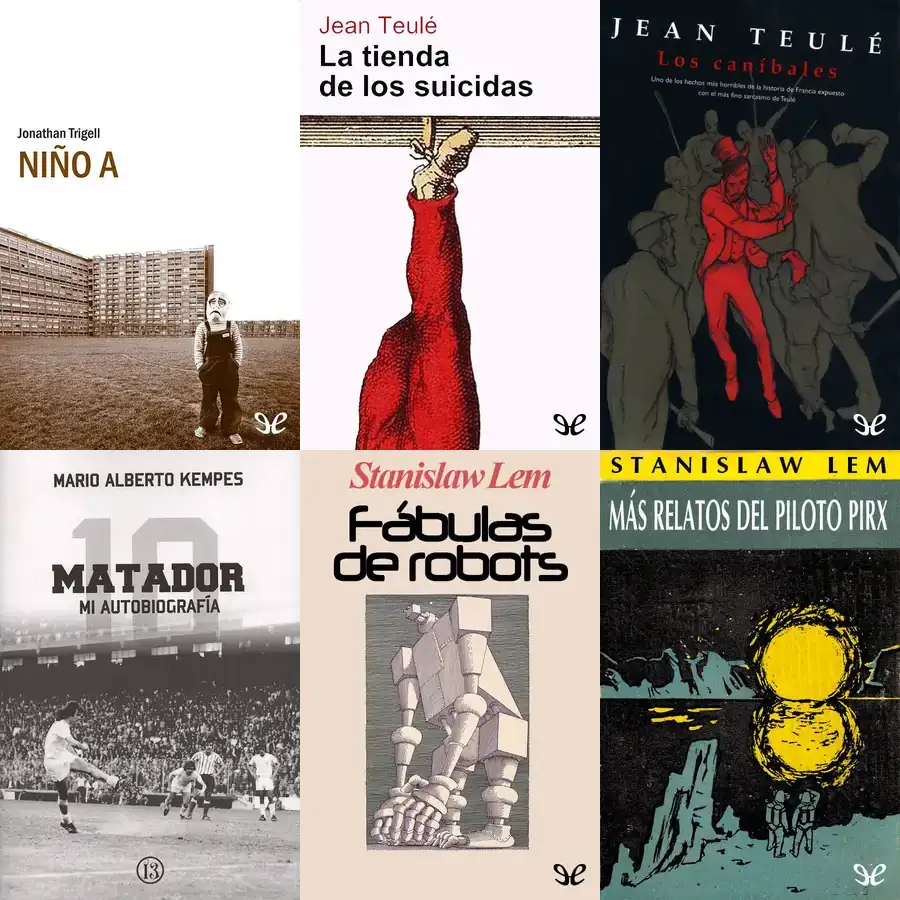 Jonathan Trigell
NIÑO A
Jean Teulé
La tienda
de los suicidas
JEAN TEULÉ
Los caníbales
Uno de los hechos más horribles de la historia de Francia expuesto
con el más fino sarcasmo de Teulé
MARIO ALBERTO KEMPES
10
MATADOR
MI AUTOBIOGRAFÍA
13
Stanislaw Lem
Fábulas
de robots
STANISLAW LEM
MÁS RELATOS DEL PILOTO PIRX